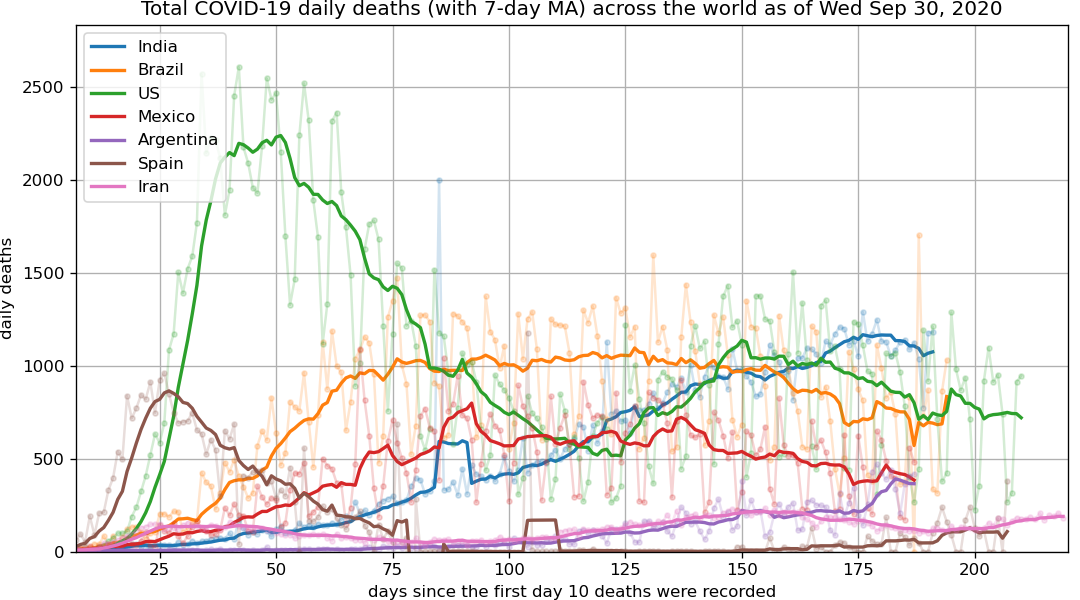 Total COVID-19 daily deaths (with 7-day MA) across the world as of Wed Sep 30, 2020
India
Brazil
US
Mexico
Argentina
Spain
Iran
2500
2000
1500
1000
500
0
daily deaths
25 50 75 100 125 150 175 200
days since the first day 10 deaths were recorded